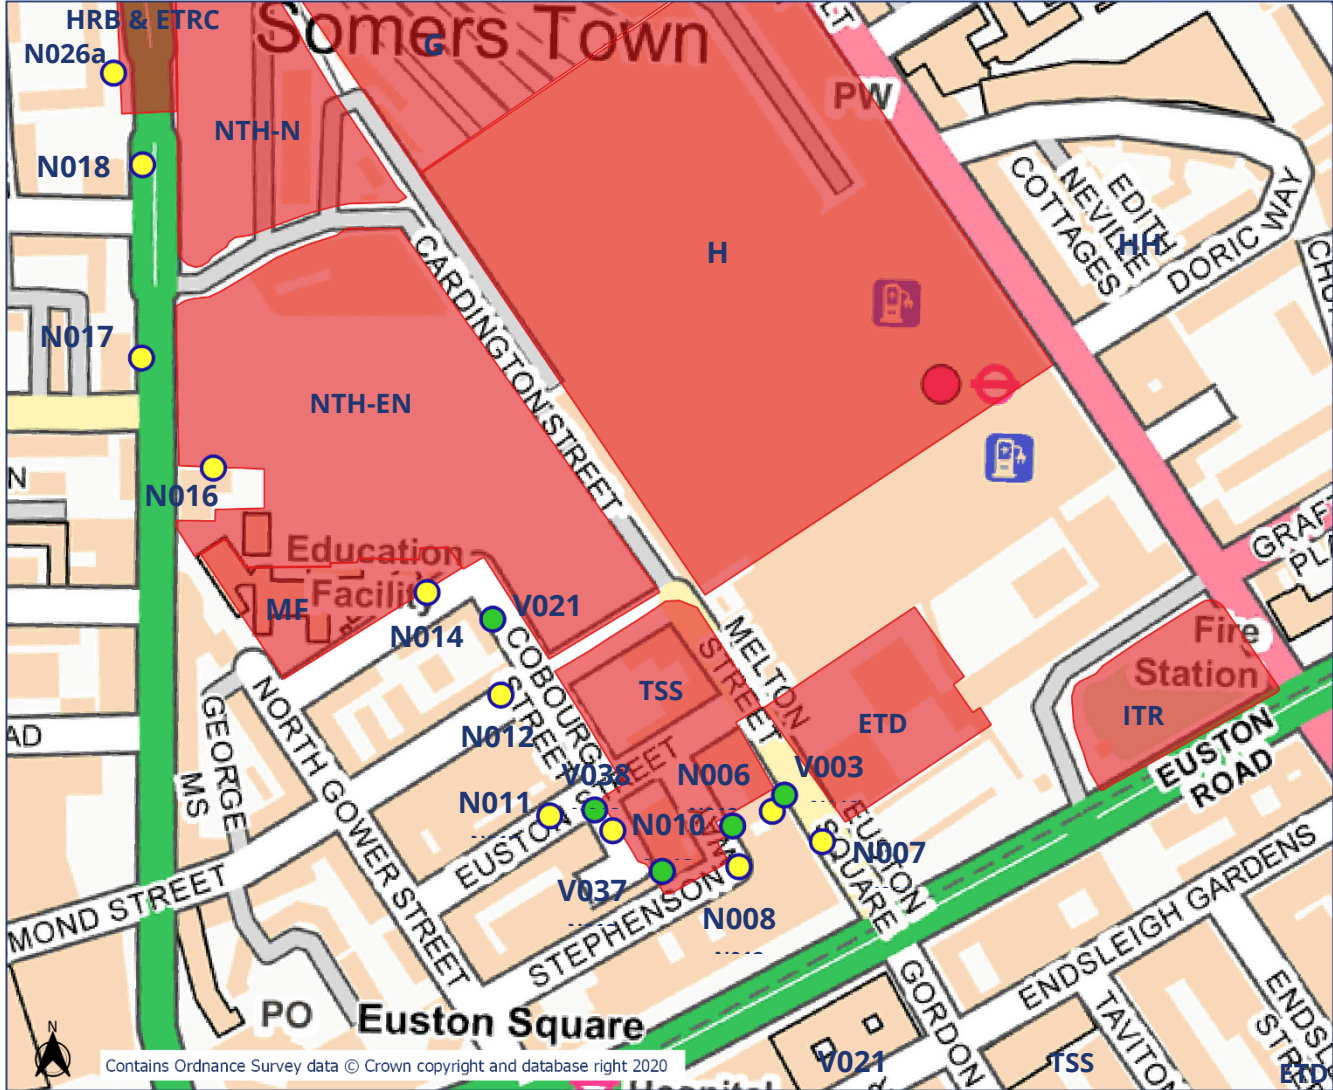 HRB & ETRC
Somers Town
G
N026a
PW
NTH-N
N018
H
EDITH
NEVILLE
COTTAGES
HH
DORIC WAY
CARDINGTON STREET
N017
NTH-EN
N
N016
Education
Facility
MF
N014
V021
COBOURG
STREET
MELTON
STREET
TSS
ETD
Fire
Station
ITR
EUSTON
ROAD
GEORGE
MS
NORTH GOWER STREET
N012
V038
N006
V003
N011
EUSTON
STREET
N010
N007
EUSTON
SQUARE
V037
N008
STEPHENSON
MOND STREET
AD
ENDSLEIGH GARDENS
GORDON
TAVITON
ENDS
STR
PO
Euston Square
Hospital
V021
TSS
ETD
N
Contains Ordnance Survey data © Crown copyright and database right 2020